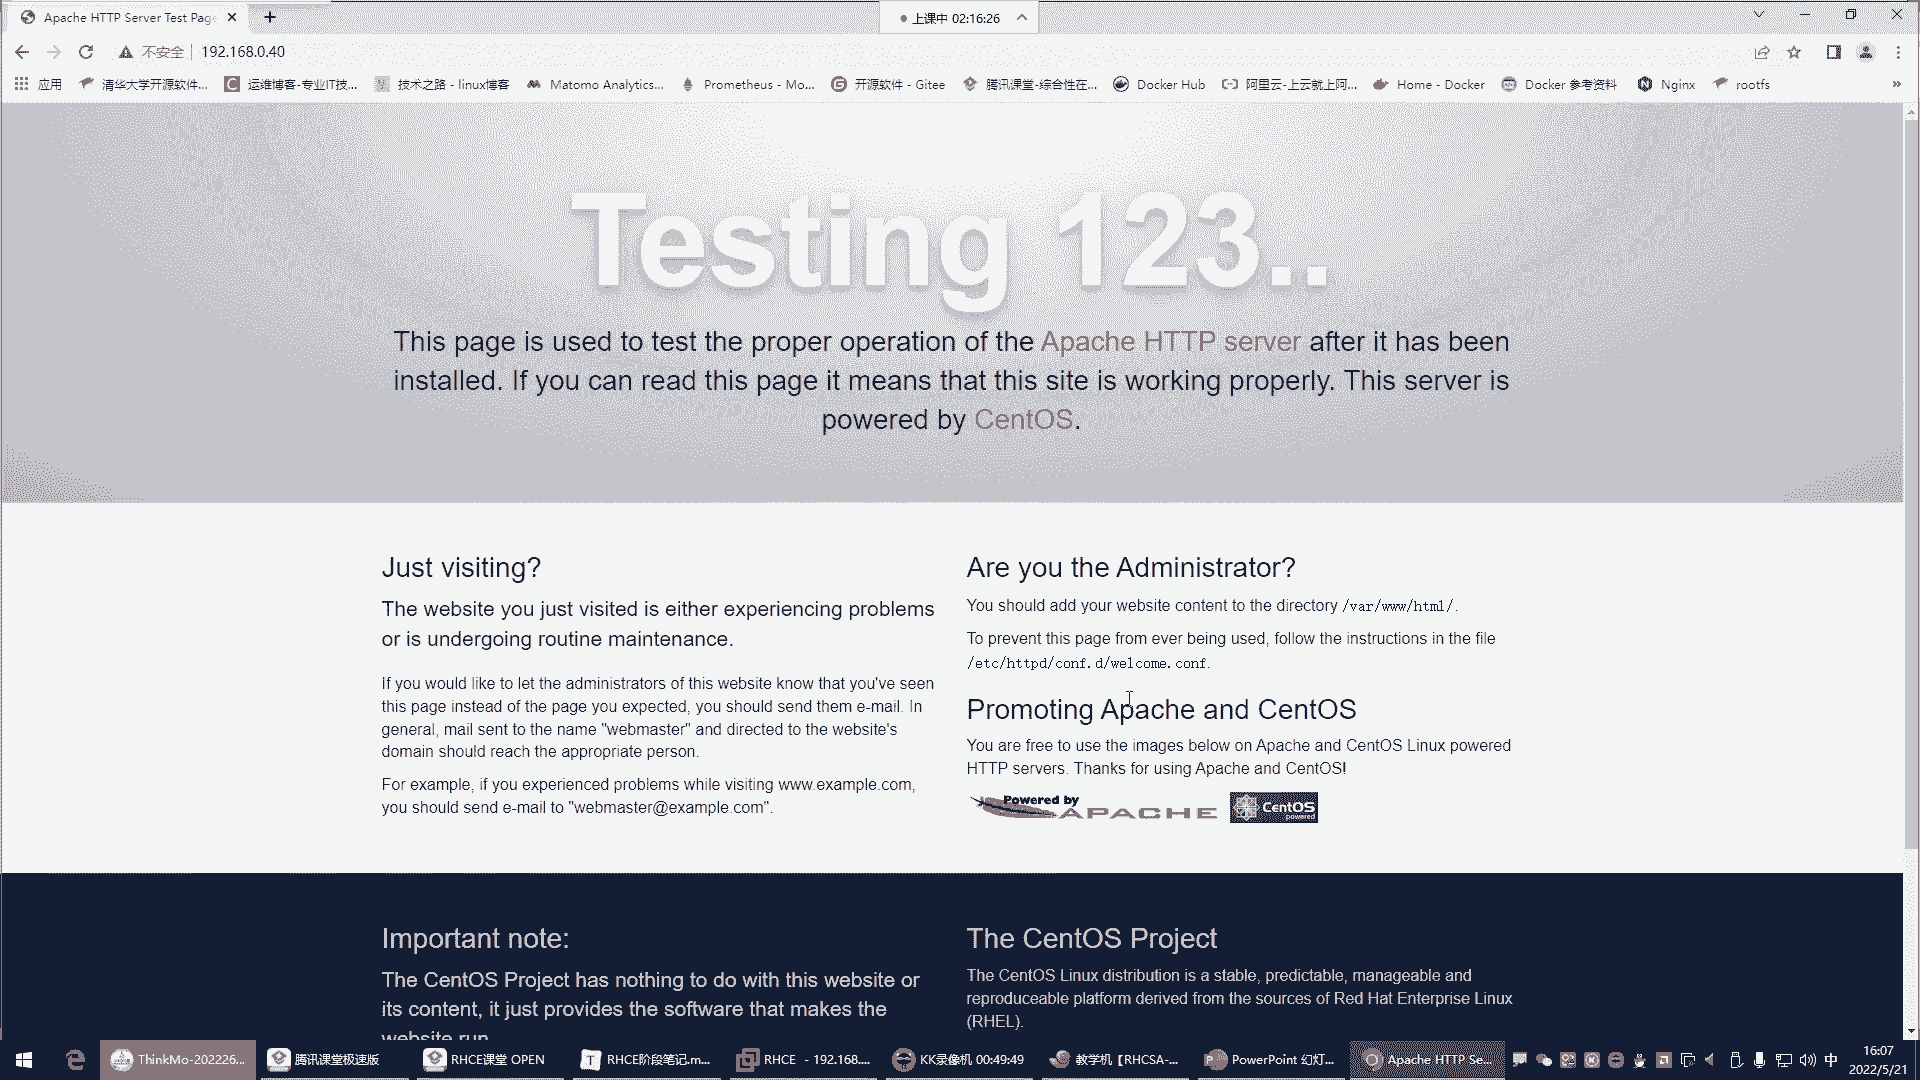 Apache HTTP Server Test Page
上课中 02:16:26
不安全
192.168.0.40
应用
清华大学开源软件...
运维博客-专业IT技...
技术之路 - linux博客
Matomo Analytics...
Prometheus - Mo...
开源软件 - Gitee
腾讯课堂-综合性在...
Docker Hub
阿里云-上云就上阿...
Home - Docker
Docker 参考资料
Nginx
rootfs
Testing 123..
This page is used to test the proper operation of the Apache HTTP server after it has been
installed. If you can read this page it means that this site is working properly. This server is
powered by CentOS.
Just visiting?
The website you just visited is either experiencing problems
or is undergoing routine maintenance.
If you would like to let the administrators of this website know that you've seen
this page instead of the page you expected, you should send them e-mail. In
general, mail sent to the name "webmaster" and directed to the website's
domain should reach the appropriate person.
For example, if you experienced problems while visiting www.example.com,
you should send e-mail to "webmaster@example.com".
Are you the Administrator?
You should add your website content to the directory /var/www/html/.
To prevent this page from ever being used, follow the instructions in the file
/etc/httpd/conf.d/welcome.conf.
Promoting Apache and CentOS
You are free to use the images below on Apache and CentOS Linux powered
HTTP servers. Thanks for using Apache and CentOS!
Powered by
APACHE
CentOS
powered
Important note:
The CentOS Project has nothing to do with this website or
its content, it just provides the software that makes the
website run.
The CentOS Project
The CentOS Linux distribution is a stable, predictable, manageable and
reproduceable platform derived from the sources of Red Hat Enterprise Linux
(RHEL).
ThinkMo-202226...
腾讯课堂极速版
RHCE课堂 OPEN
RHCE阶段笔记.m...
RHCE - 192.168....
KK录像机 00:49:49
教学机【RHCSA-...
PowerPoint 幻灯...
Apache HTTP Se...
中
16:07
2022/5/21